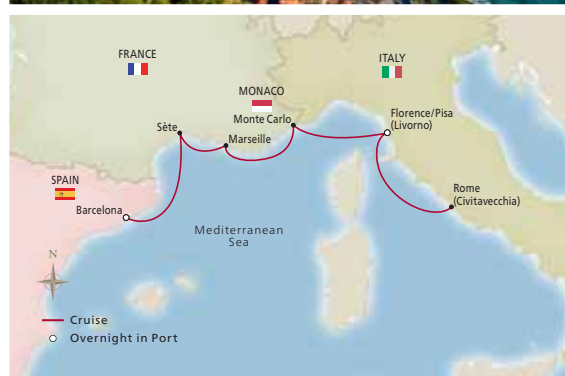 FRANCE
ITALY
MONACO
Monte Carlo
Florence/Pisa
(Livorno)
Sète
Marseille
SPAIN
Barcelona
Rome
(Civitavecchia)
Mediterranean
Sea
N
Cruise
Overnight in Port